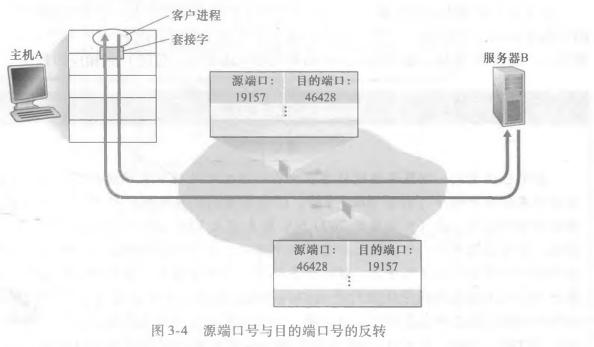 客户进程
套接字
主机A
服务器B
源端口: 目的端口:
19157 46428
⋮
源端口: 目的端口:
46428 19157
⋮
图 3-4 源端口号与目的端口号的反转